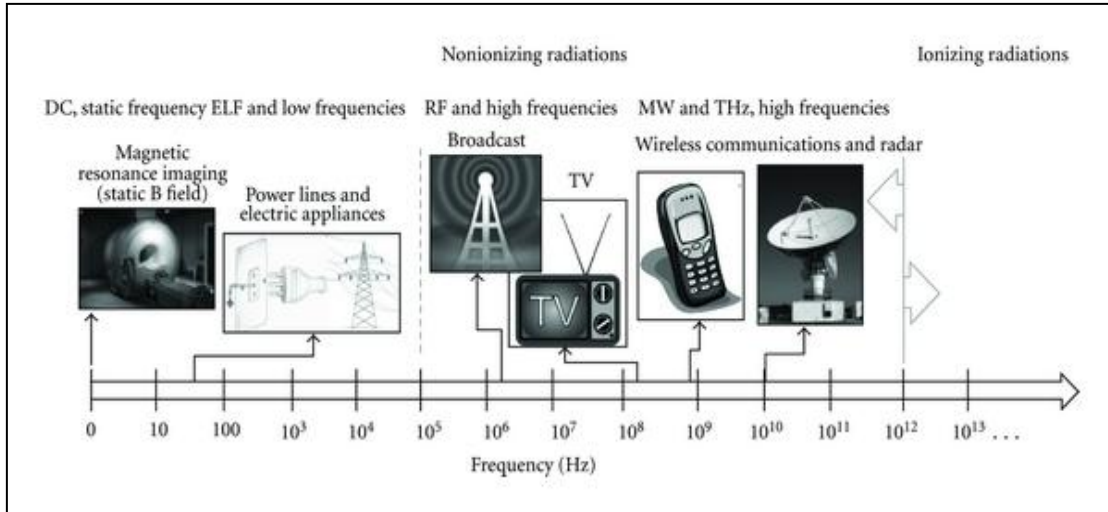 Nonionizing radiations
Ionizing radiations
DC, static frequency ELF and low frequencies
RF and high frequencies
MW and THz, high frequencies
Magnetic
resonance imaging
(static B field)
Power lines and
electric appliances
Broadcast
TV
TV
Wireless communications and radar
0
10
100
10³
10⁴
10⁵
10⁶
10⁷
10⁸
10⁹
10¹⁰
10¹¹
10¹²
10¹³ . . .
Frequency (Hz)